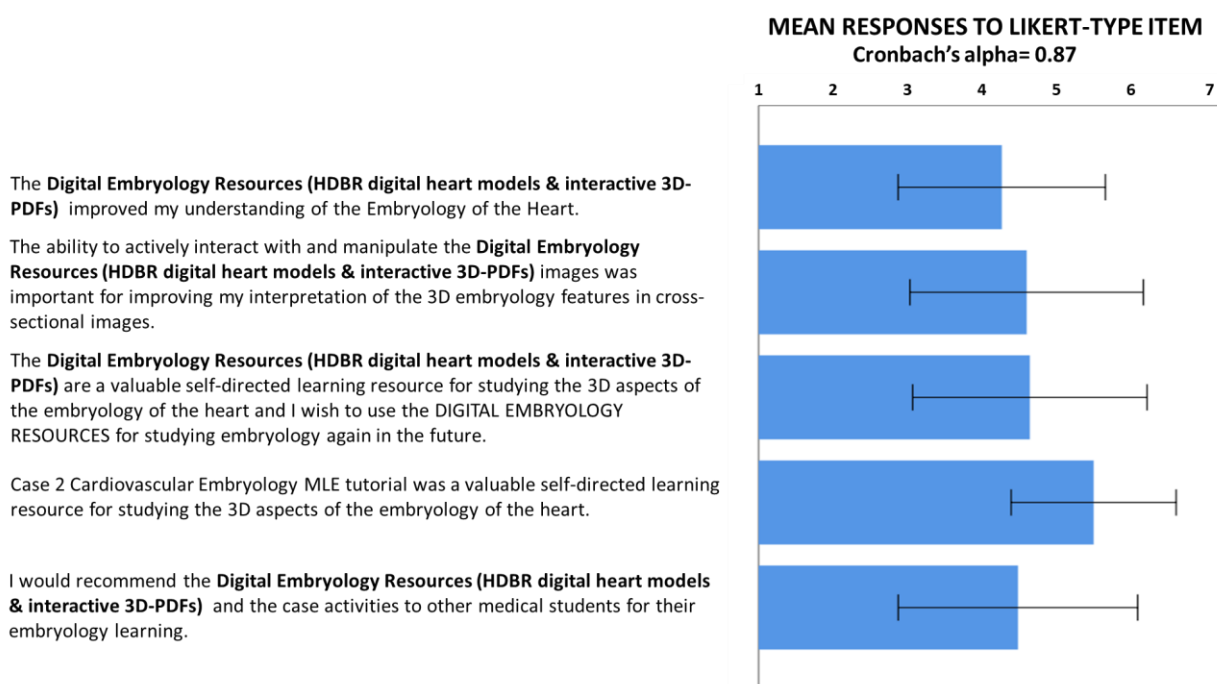 MEAN RESPONSES TO LIKERT-TYPE ITEM
Cronbach's alpha= 0.87
1 2 3 4 5 6 7
The Digital Embryology Resources (HDBR digital heart models & interactive 3D-
PDFs) improved my understanding of the Embryology of the Heart.
The ability to actively interact with and manipulate the Digital Embryology
Resources (HDBR digital heart models & interactive 3D-PDFs) images was
important for improving my interpretation of the 3D embryology features in cross-
sectional images.
The Digital Embryology Resources (HDBR digital heart models & interactive 3D-
PDFs) are a valuable self-directed learning resource for studying the 3D aspects of
the embryology of the heart and I wish to use the DIGITAL EMBRYOLOGY
RESOURCES for studying embryology again in the future.
Case 2 Cardiovascular Embryology MLE tutorial was a valuable self-directed learning
resource for studying the 3D aspects of the embryology of the heart.
I would recommend the Digital Embryology Resources (HDBR digital heart models
& interactive 3D-PDFs) and the case activities to other medical students for their
embryology learning.